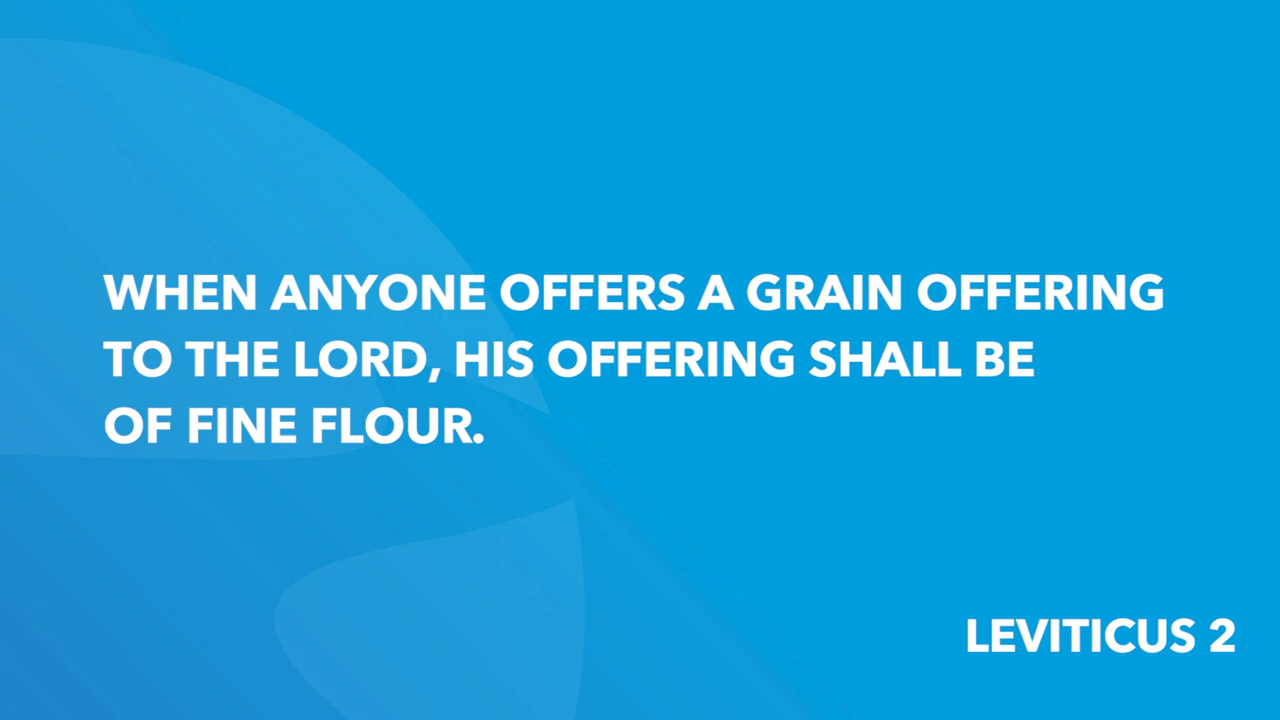 WHEN ANYONE OFFERS A GRAIN OFFERING
TO THE LORD, HIS OFFERING SHALL BE
OF FINE FLOUR.
LEVITICUS 2